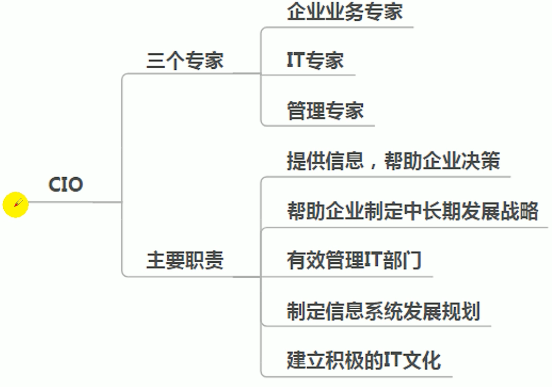 CIO
三个专家
企业业务专家
IT专家
管理专家
主要职责
提供信息，帮助企业决策
帮助企业制定中长期发展战略
有效管理IT部门
制定信息系统发展规划
建立积极的IT文化